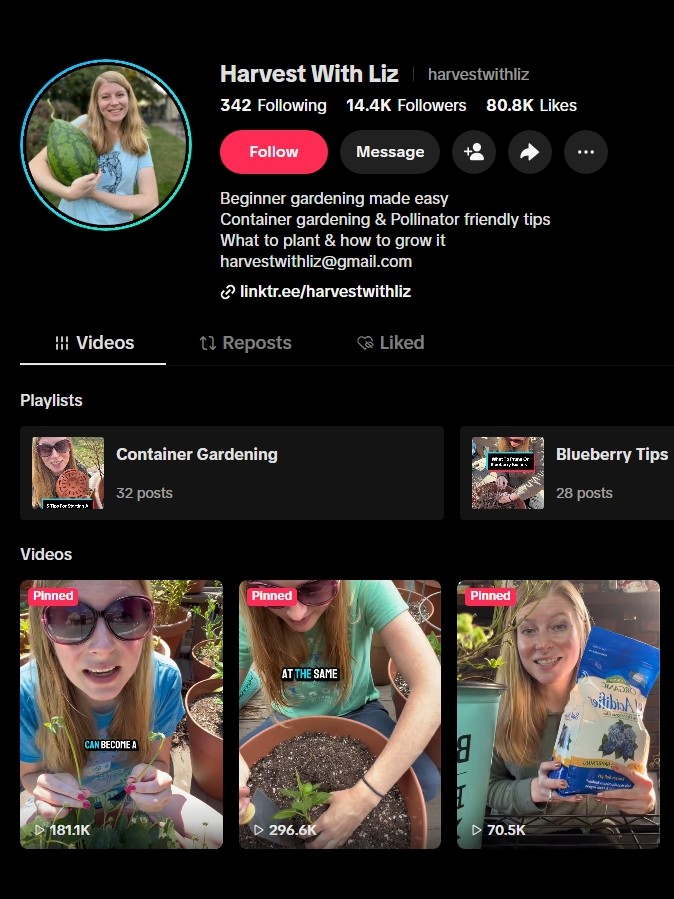 Harvest With Liz harvestwithliz
342 Following 14.4K Followers 80.8K Likes
Follow Message
Beginner gardening made easy
Container gardening & Pollinator friendly tips
What to plant & how to grow it
harvestwithliz@gmail.com
linktr.ee/harvestwithliz
Videos Reposts Liked
Playlists
Container Gardening
32 posts
Blueberry Tips
28 posts
Videos
Pinned
CAN BECOME A
181.1K
Pinned
AT THE SAME
296.6K
Pinned
ORGANIC
70.5K